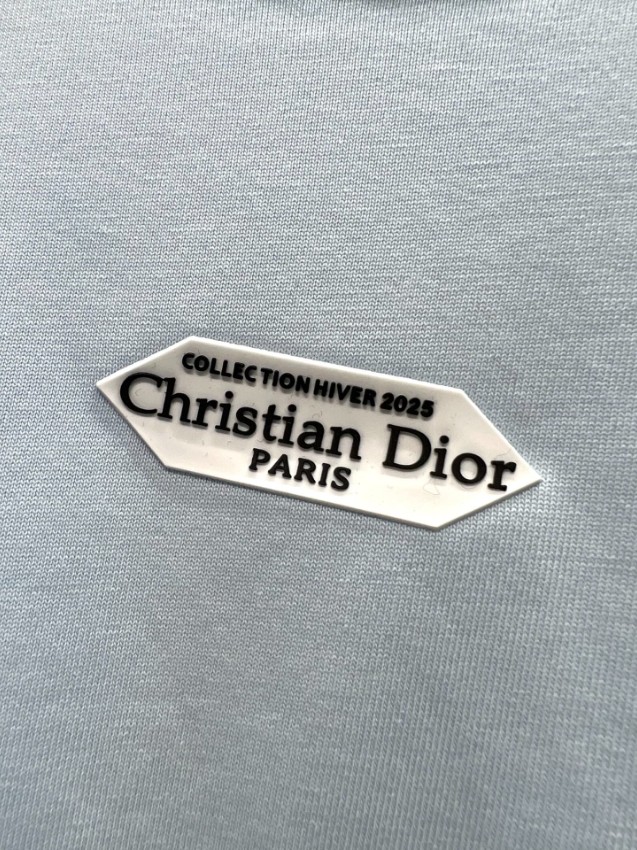 COLLECTION HIVER 2025
Christian Dior
PARIS